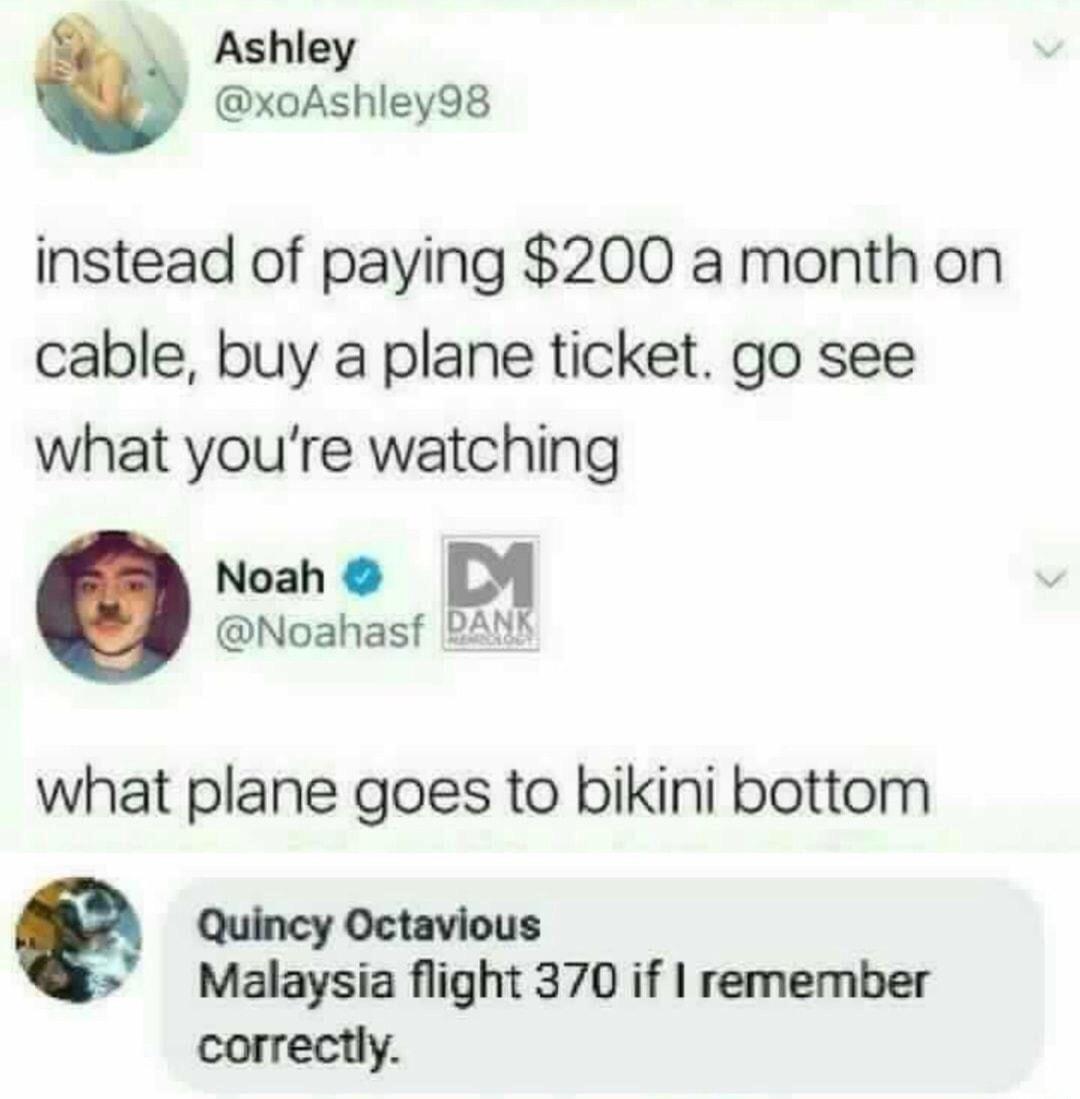 Ashley
@xoAshley98
instead of paying $200 a month on
cable, buy a plane ticket. go see
what you're watching
Noah
@Noahasf
DM
DANK
what plane goes to bikini bottom
Quincy Octavious
Malaysia flight 370 if I remember
correctly.